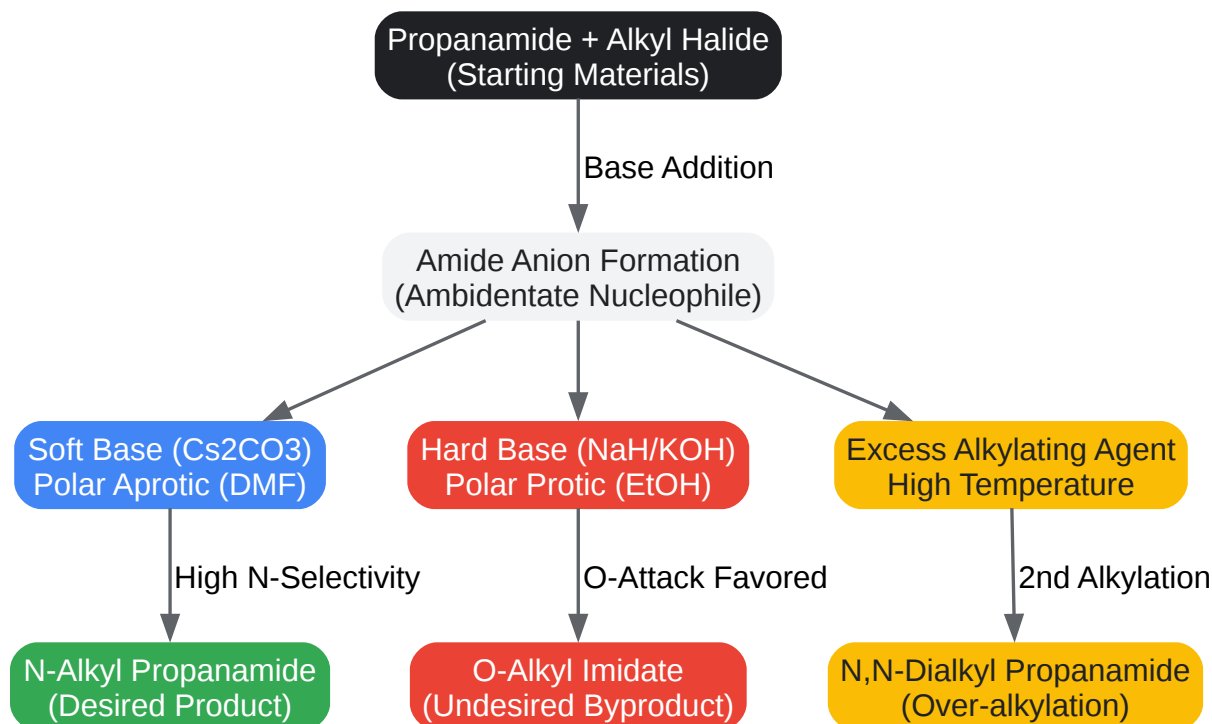 Propanamide + Alkyl Halide
(Starting Materials)
Base Addition
Amide Anion Formation
(Ambidentate Nucleophile)
Soft Base (Cs2CO3)
Polar Aprotic (DMF)
Hard Base (NaH/KOH)
Polar Protic (EtOH)
Excess Alkylating Agent
High Temperature
High N-Selectivity
O-Attack Favored
2nd Alkylation
N-Alkyl Propanamide
(Desired Product)
O-Alkyl Imidate
(Undesired Byproduct)
N,N-Dialkyl Propanamide
(Over-alkylation)